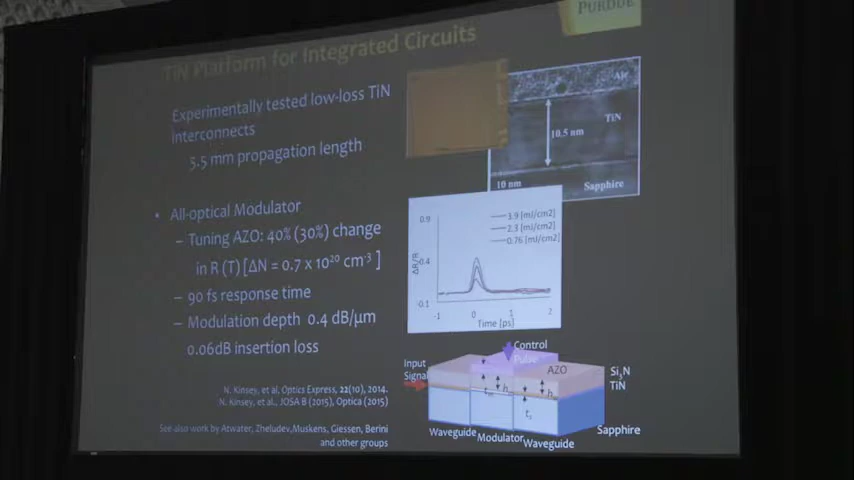 PURDUE
TiN Platform for Integrated Circuits
Experimentally tested low-loss TiN
interconnects
5.5 mm propagation length
• All-optical Modulator
– Tuning AZO: 40% (30%) change
in R (T) [ΔN = 0.7 x 10²⁰ cm⁻³ ]
– 90 fs response time
– Modulation depth 0.4 dB/μm
0.06dB insertion loss
N. Kinsey, et al, Optics Express, 22(10), 2014.
N. Kinsey, et al., JOSA B (2015), Optica (2015)
See also work by Atwater, Zheludev,Muskens, Giessen, Berini
and other groups
Air
TiN
10.5 nm
10 nm
Sapphire
0.9
3.9 [mJ/cm2]
2.3 [mJ/cm2]
0.76 [mJ/cm2]
ΔR/R
0.4
-0.1
-1 0 1 2
Time [ps]
Control
Pulse
Input
Signal
AZO
Si₃N
TiN
Sapphire
Waveguide
Modulator
Waveguide